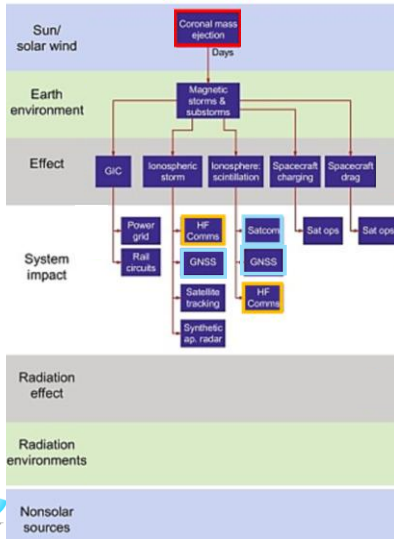 Sun/
solar wind
Coronal mass
ejection
Days
Earth
environment
Magnetic
storms &
substorms
Effect
GIC
Ionospheric
storm
Ionosphere:
scintillation
Spacecraft
charging
Spacecraft
drag
System
impact
Power
grid
HF
Comms
Satcom
Sat ops
Sat ops
Rail
circuits
GNSS
GNSS
Satellite
tracking
HF
Comms
Synthetic
ap. radar
Radiation
effect
Radiation
environments
Nonsolar
sources